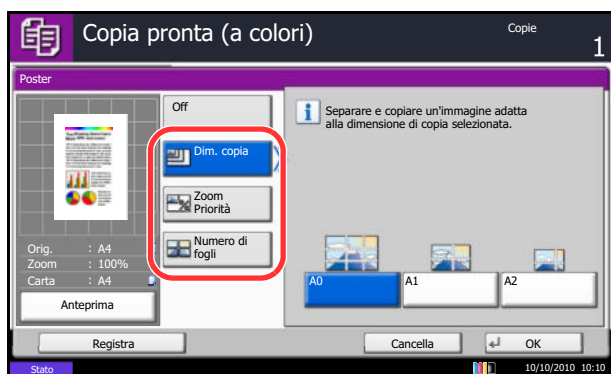 Copia pronta (a colori)
Copie
1
Poster
Off
Dim. copia
Zoom
Priorità
Numero di
fogli
Separare e copiare un'immagine adatta
alla dimensione di copia selezionata.
Orig. : A4
Zoom : 100%
Carta : A4
Anteprima
A0
A1
A2
Registra
Cancella
OK
Stato
10/10/2010 10:10